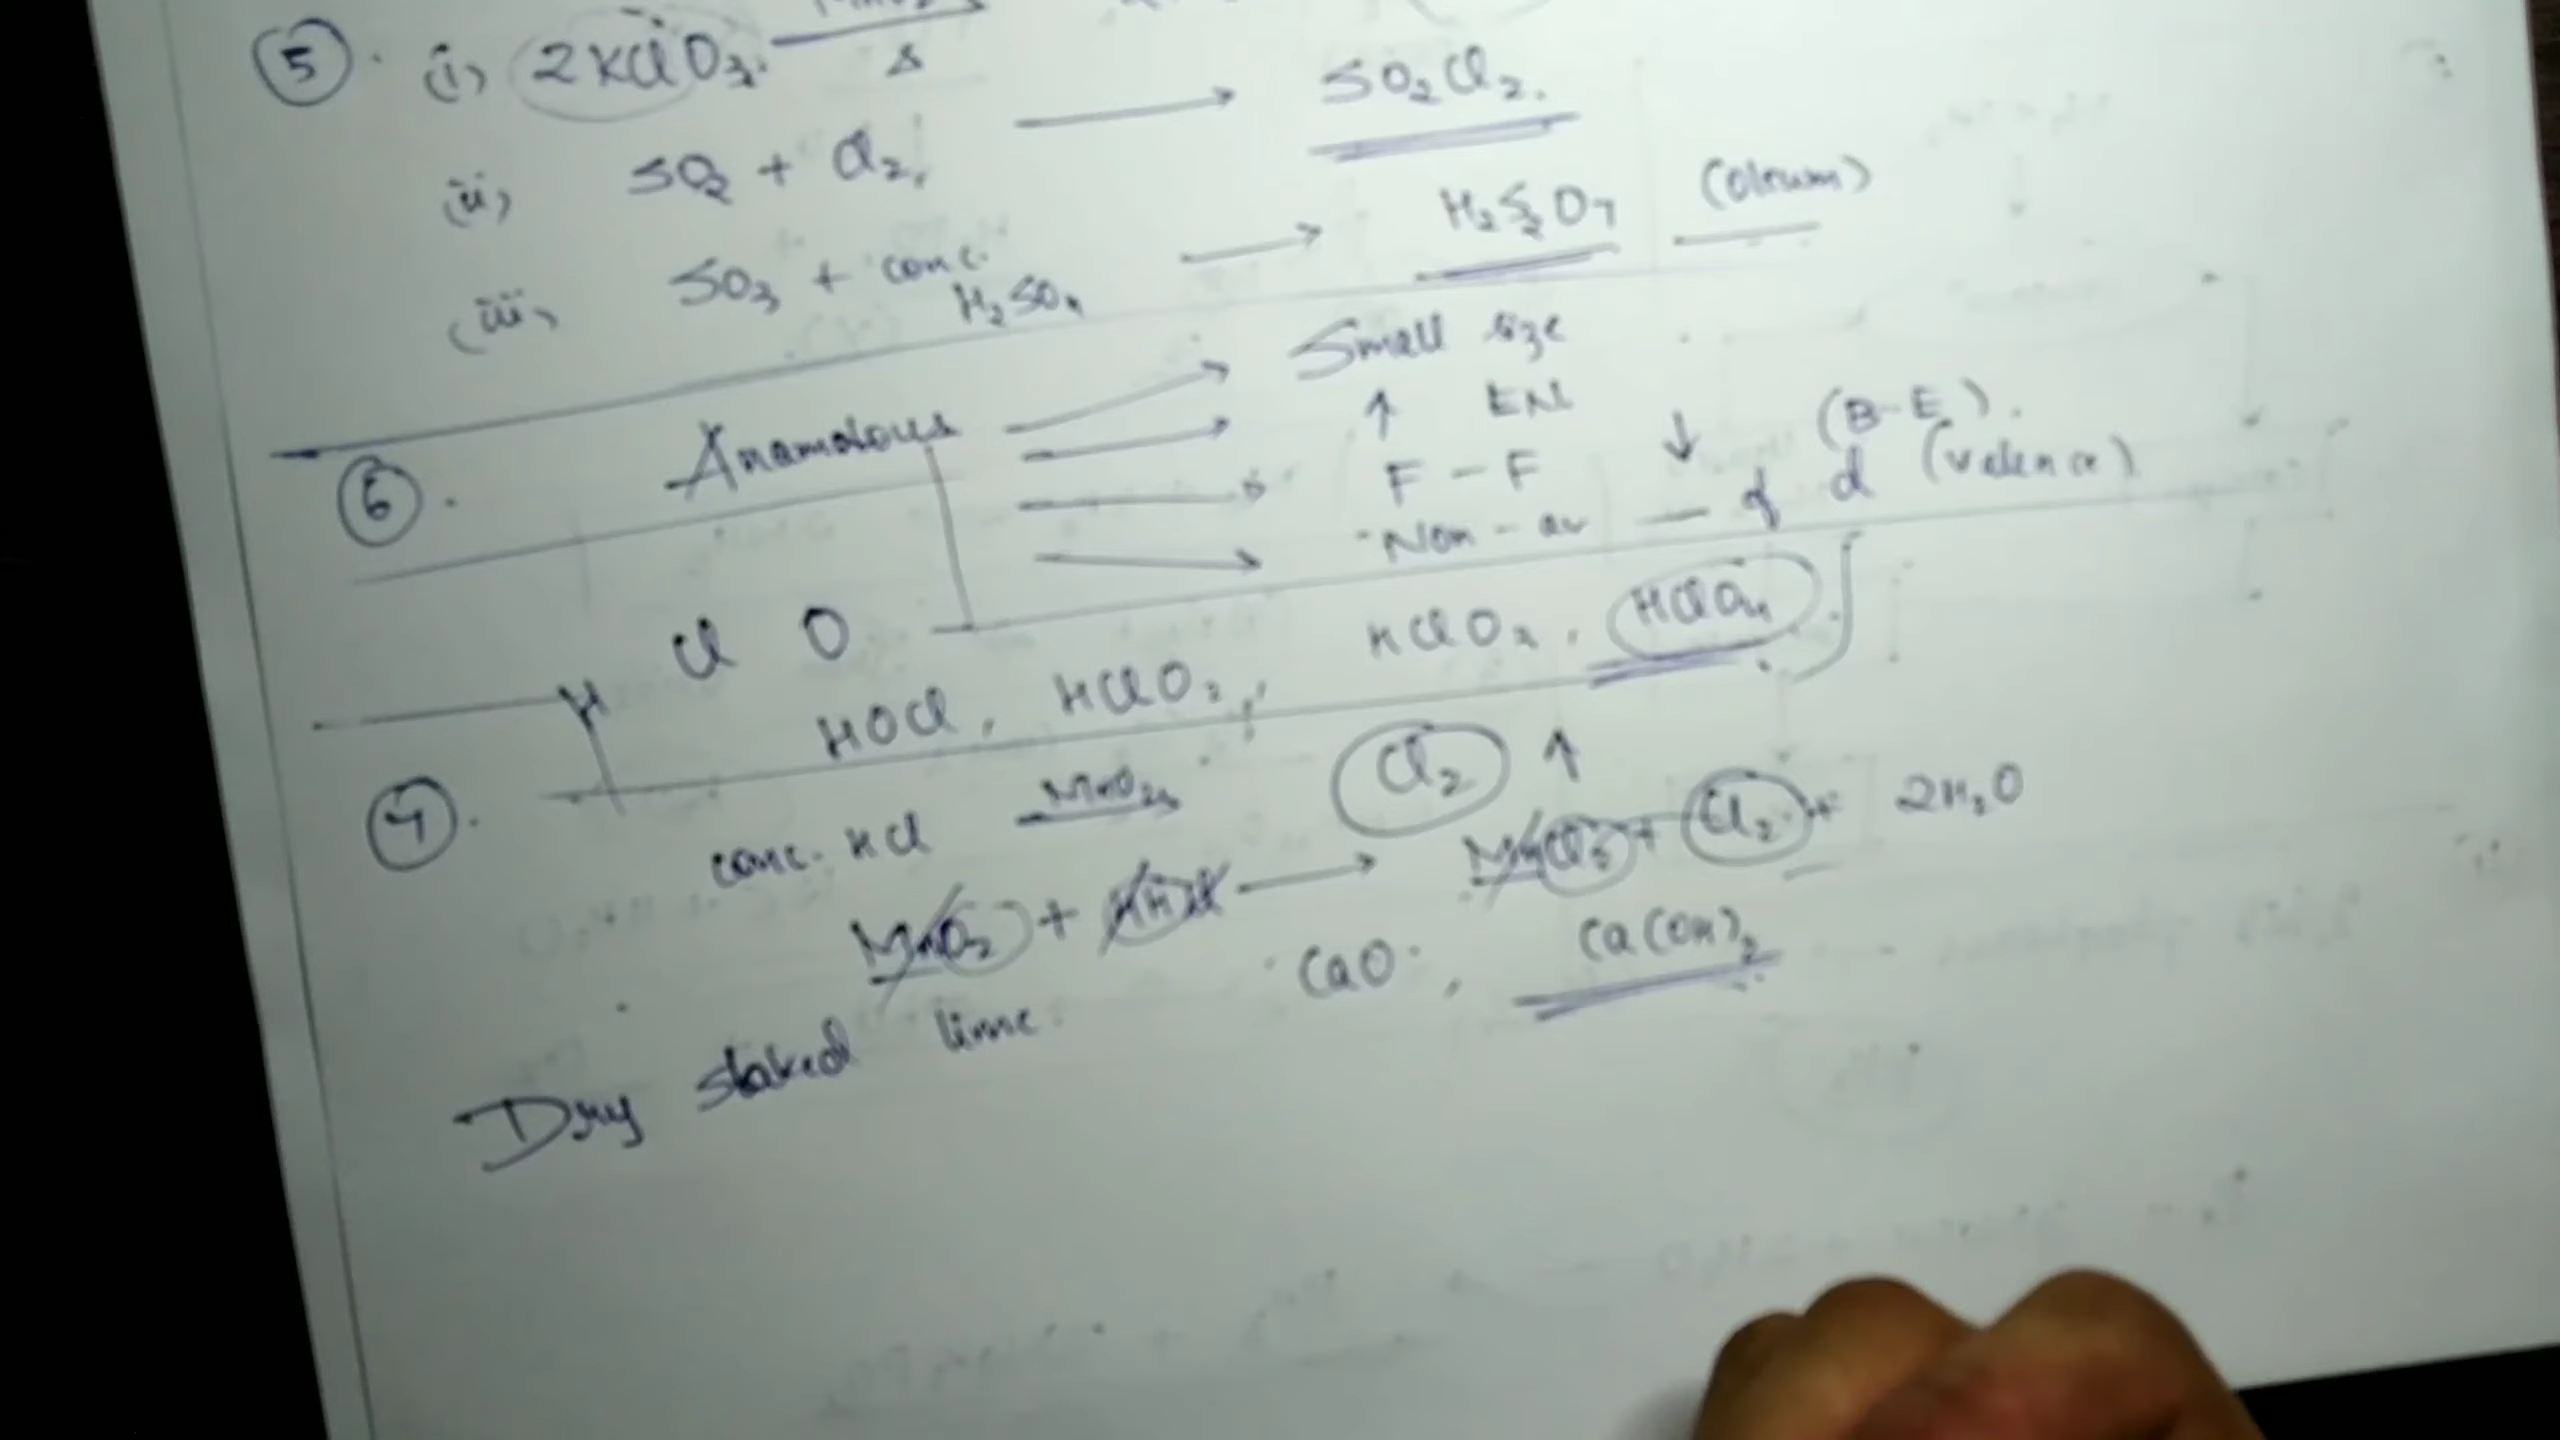 5. (i) 2KClO3. Δ
(ii) SO2 + Cl2, → SO2Cl2.
(iii) SO3 + conc. H2SO4 → H2S2O7 (Oleum)
6. Anamolous → Small size
→ ↑ EN
→ F - F ↓ (B-E).
→ Non - av — of d (valence)
H Cl O
HOCl, HClO2, HClO3, HClO4
7. conc. HCl MnO2 Cl2 ↑
MnO2 + → + Cl2 + 2H2O
Dry slaked lime. CaO, Ca(OH)2